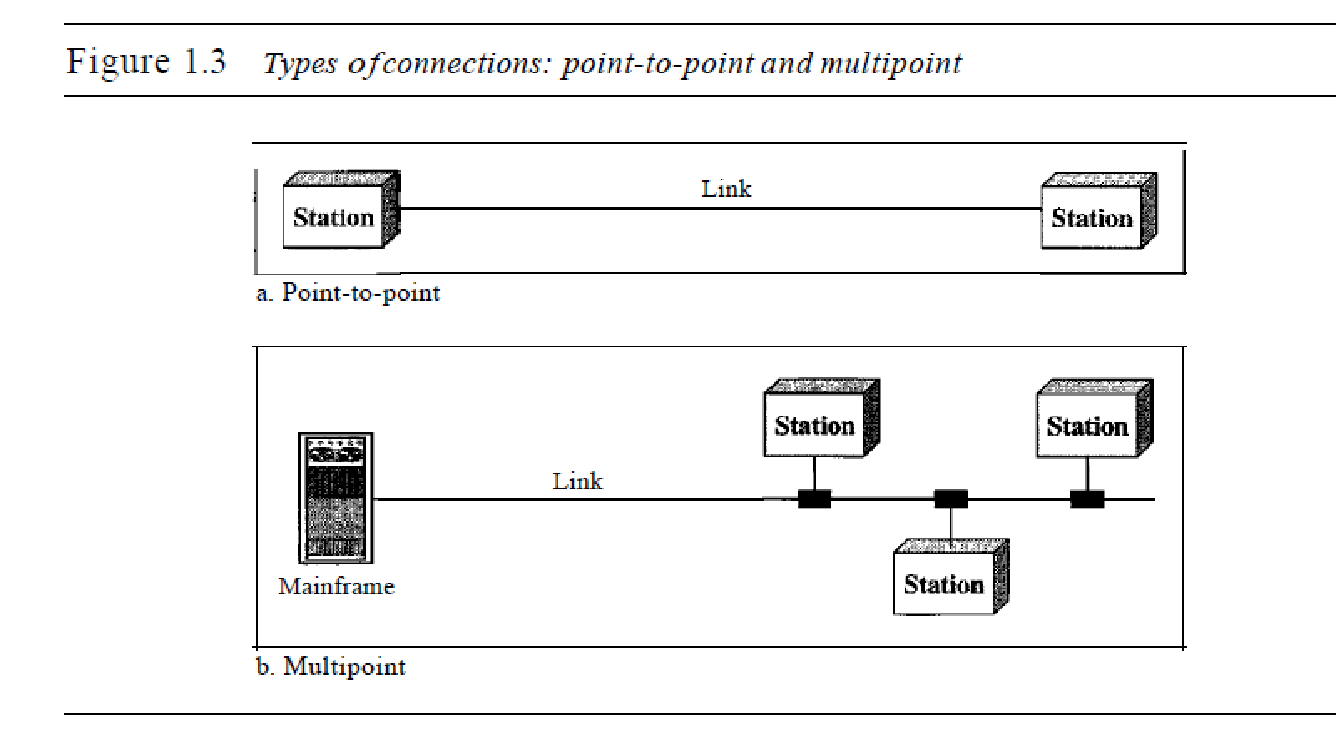 Figure 1.3 Types ofconnections: point-to-point and multipoint
Link
Station Station
a. Point-to-point
Station Station
Link
Station
Mainframe
b. Multipoint